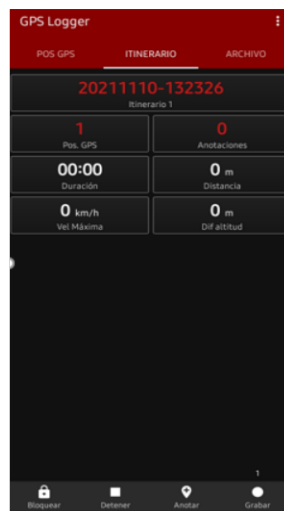 GPS Logger
POS GPS ITINERARIO ARCHIVO
20211110-132326
Itinerario 1
1 0
Pos. GPS Anotaciones
00:00 0 m
Duración Distancia
0 km/h 0 m
Vel Máxima Dif altitud
1
Bloquear Detener Anotar Grabar